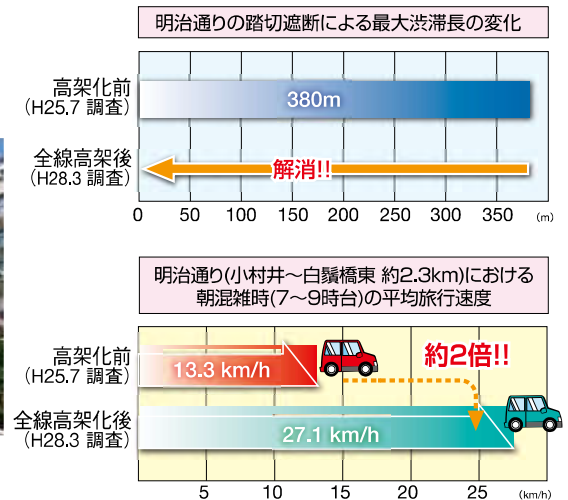 明治通りの踏切遮断による最大渋滞長の変化
高架化前
(H25.7 調査)
380m
全線高架後
(H28.3 調査)
解消!!
0 50 100 150 200 250 300 350 (m)
明治通り(小村井～白鬚橋東 約2.3km)における
朝混雑時(7～9時台)の平均旅行速度
高架化前
(H25.7 調査)
13.3 km/h
約2倍!!
全線高架化後
(H28.3 調査)
27.1 km/h
5 10 15 20 25 (km/h)